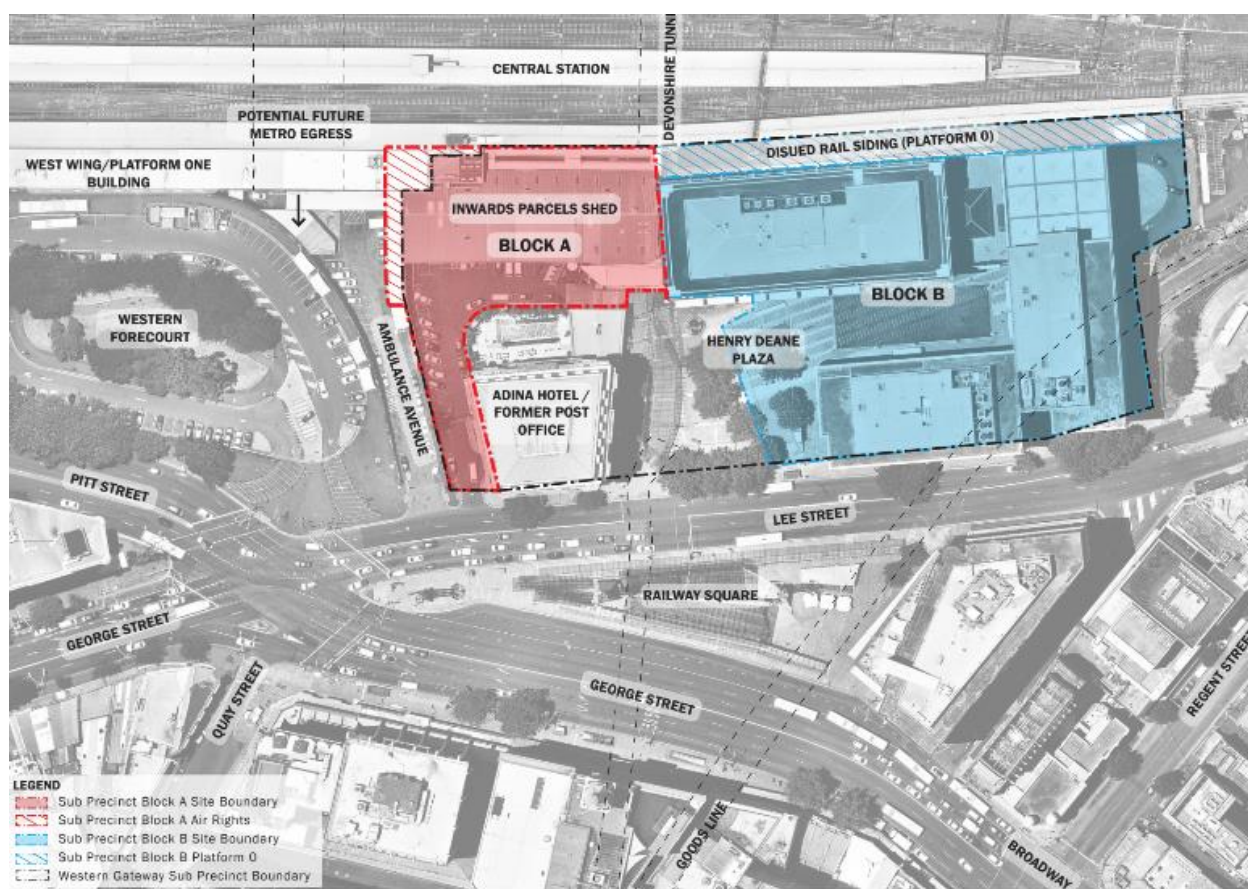 CENTRAL STATION
DEVONSHIRE TUNNEL
POTENTIAL FUTURE
METRO EGRESS
DISUED RAIL SIDING (PLATFORM 0)
WEST WING/PLATFORM ONE
BUILDING
INWARDS PARCELS SHED
BLOCK A
BLOCK B
WESTERN
FORECOURT
AMBULANCE AVENUE
HENRY DEANE
PLAZA
ADINA HOTEL /
FORMER POST
OFFICE
PITT STREET
LEE STREET
RAILWAY SQUARE
GEORGE STREET
QUAY STREET
GEORGE STREET
REGENT STREET
GOODS LINE
BROADWAY
LEGEND
Sub Precinct Block A Site Boundary
Sub Precinct Block A Air Rights
Sub Precinct Block B Site Boundary
Sub Precinct Block B Platform 0
Western Gateway Sub Precinct Boundary